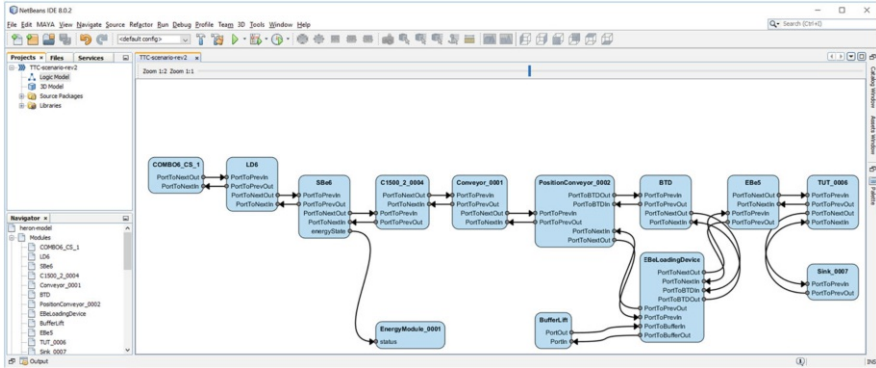 NetBeans IDE 8.0.2
File Edit MAYA View Navigate Source Refactor Run Debug Profile Team 3D Tools Window Help
Search (Ctrl+I)
<default config>
Projects Files Services
TTC-scenario-rev2
Logic Model
3D Model
Source Packages
Libraries
TTC-scenario-rev2
Zoom 1:2 Zoom 1:1
Catalog Window
Assets Window
Palette
COMBO6_CS_1
PortToNextOut
PortToNextIn
LD6
PortToPrevIn
PortToPrevOut
PortToNextOut
PortToNextIn
SBe6
PortToPrevIn
PortToPrevOut
PortToNextOut
PortToNextIn
energyState
C1500_2_0004
PortToNextOut
PortToNextIn
PortToPrevIn
PortToPrevOut
Conveyor_0001
PortToPrevIn
PortToPrevOut
PortToNextOut
PortToNextIn
PositionConveyor_0002
PortToBTDOut
PortToBTDIn
PortToPrevIn
PortToPrevOut
PortToNextIn
PortToNextOut
BTD
PortToPrevIn
PortToPrevOut
PortToNextOut
PortToNextIn
EBe5
PortToNextOut
PortToNextIn
PortToPrevIn
PortToPrevOut
TUT_0006
PortToPrevIn
PortToPrevOut
PortToNextOut
PortToNextIn
EBeLoadingDevice
PortToNextOut
PortToNextIn
PortToBTDIn
PortToBTDOut
PortToPrevOut
PortToPrevIn
PortToBufferIn
PortToBufferOut
Sink_0007
PortToPrevIn
PortToPrevOut
BufferLift
PortOut
PortIn
EnergyModule_0001
status
Navigator
heron-model
Modules
COMBO6_CS_1
LD6
SBe6
C1500_2_0004
Conveyor_0001
BTD
PositionConveyor_0002
EBeLoadingDevice
BufferLift
EBe5
TUT_0006
Sink_0007
Output
INS